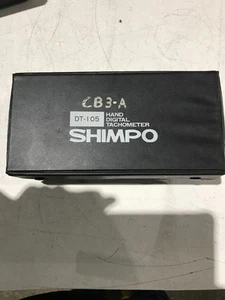 CB3-A
DT-105
HAND
DIGITAL
TACHOMETER
SHIMPO